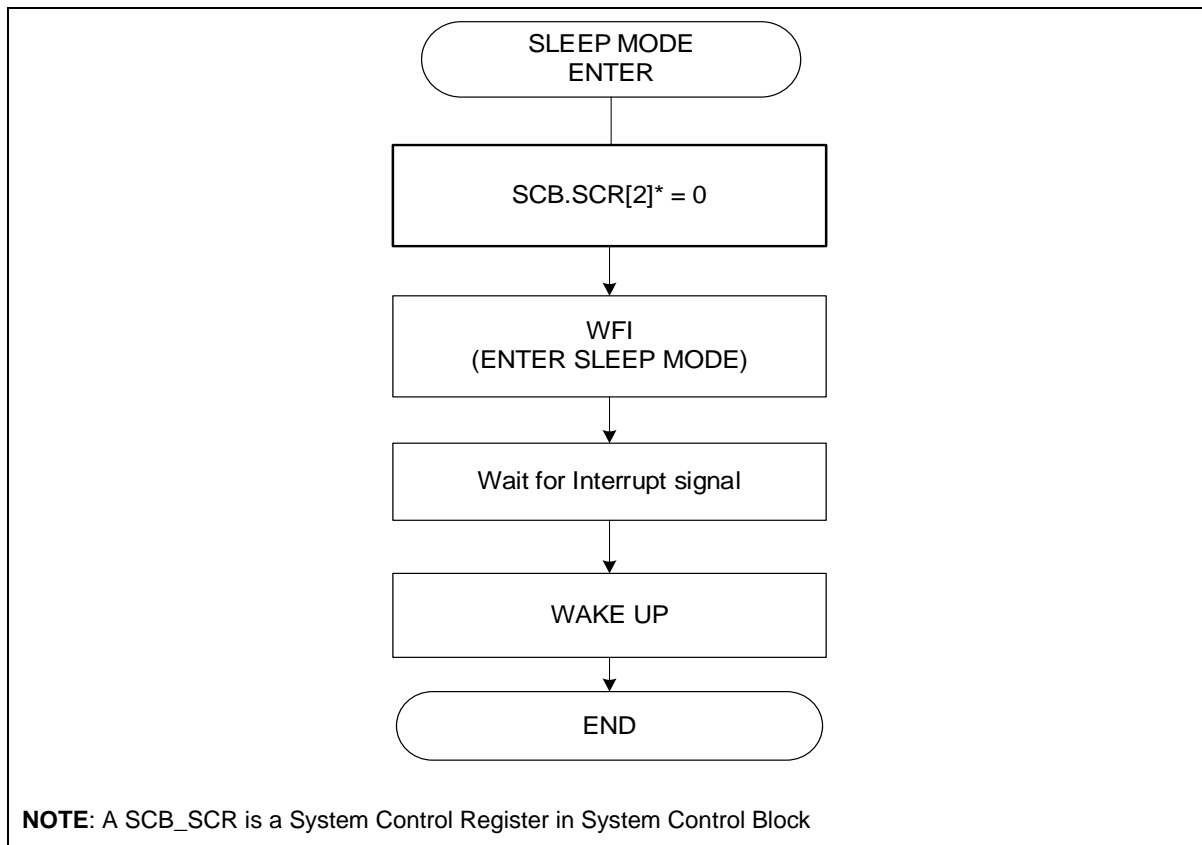 SLEEP MODE
ENTER
SCB.SCR[2]* = 0
WFI
(ENTER SLEEP MODE)
Wait for Interrupt signal
WAKE UP
END
NOTE: A SCB_SCR is a System Control Register in System Control Block